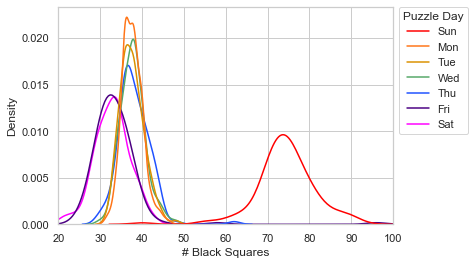 Puzzle Day
Sun
Mon
Tue
Wed
Thu
Fri
Sat
Density
0.020
0.015
0.010
0.005
0.000
20 30 40 50 60 70 80 90 100
# Black Squares